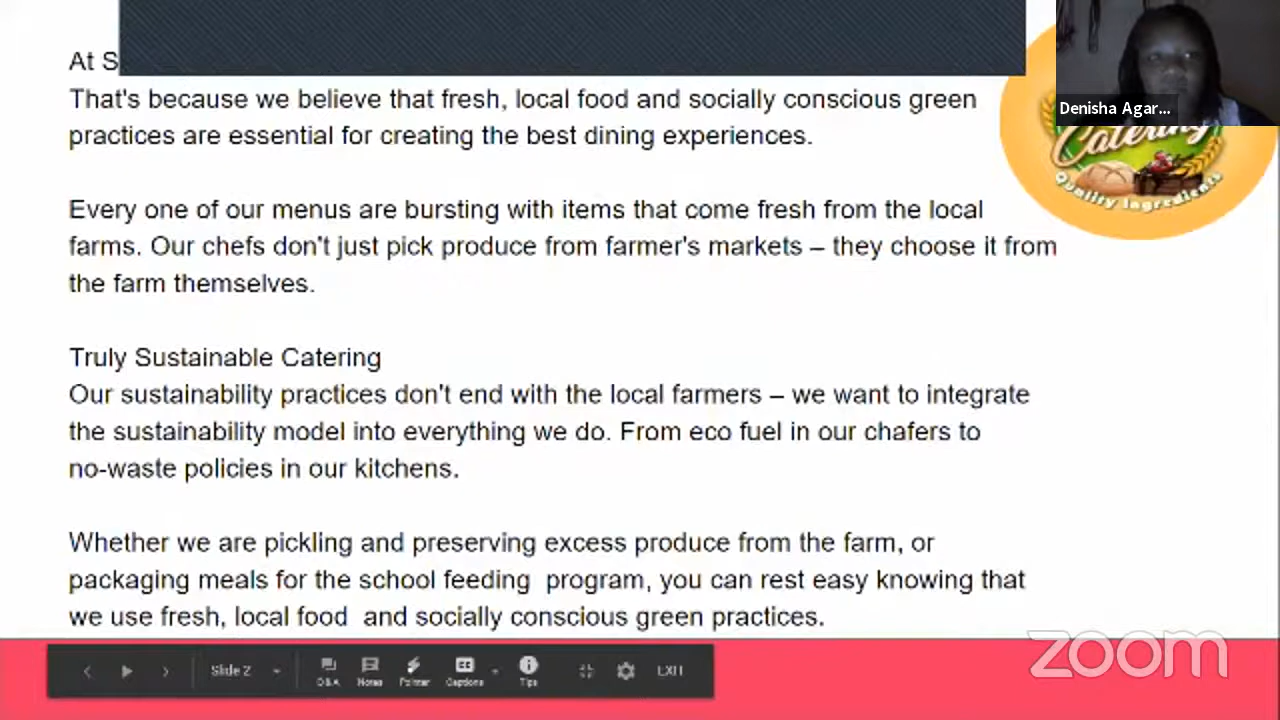 At S
That's because we believe that fresh, local food and socially conscious green
practices are essential for creating the best dining experiences.
Denisha Agar...
Catering
Quality Ingredients
Every one of our menus are bursting with items that come fresh from the local
farms. Our chefs don't just pick produce from farmer's markets – they choose it from
the farm themselves.
Truly Sustainable Catering
Our sustainability practices don't end with the local farmers – we want to integrate
the sustainability model into everything we do. From eco fuel in our chafers to
no-waste policies in our kitchens.
Whether we are pickling and preserving excess produce from the farm, or
packaging meals for the school feeding  program, you can rest easy knowing that
we use fresh, local food  and socially conscious green practices.
Slide 2
Q&A
Notes
Pointer
Captions
Tips
EXIT
CC
zoom